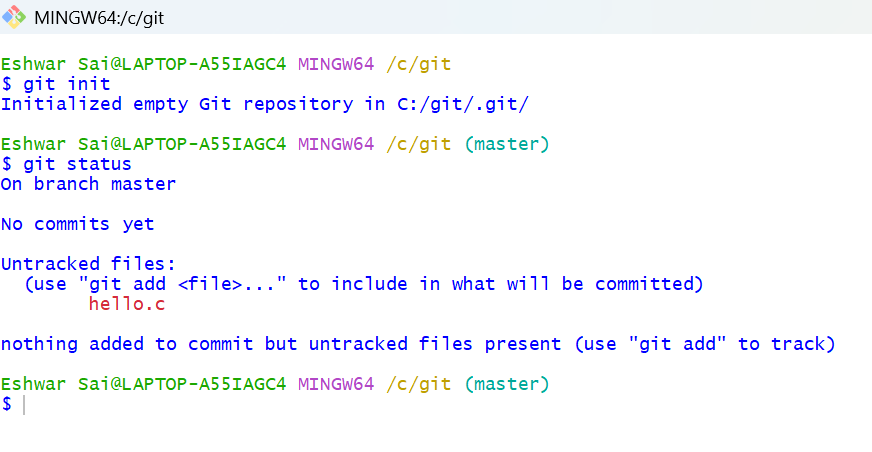 MINGW64:/c/git
Eshwar Sai@LAPTOP-A55IAGC4 MINGW64 /c/git
$ git init
Initialized empty Git repository in C:/git/.git/
Eshwar Sai@LAPTOP-A55IAGC4 MINGW64 /c/git (master)
$ git status
On branch master
No commits yet
Untracked files:
  (use "git add <file>..." to include in what will be committed)
        hello.c
nothing added to commit but untracked files present (use "git add" to track)
Eshwar Sai@LAPTOP-A55IAGC4 MINGW64 /c/git (master)
$